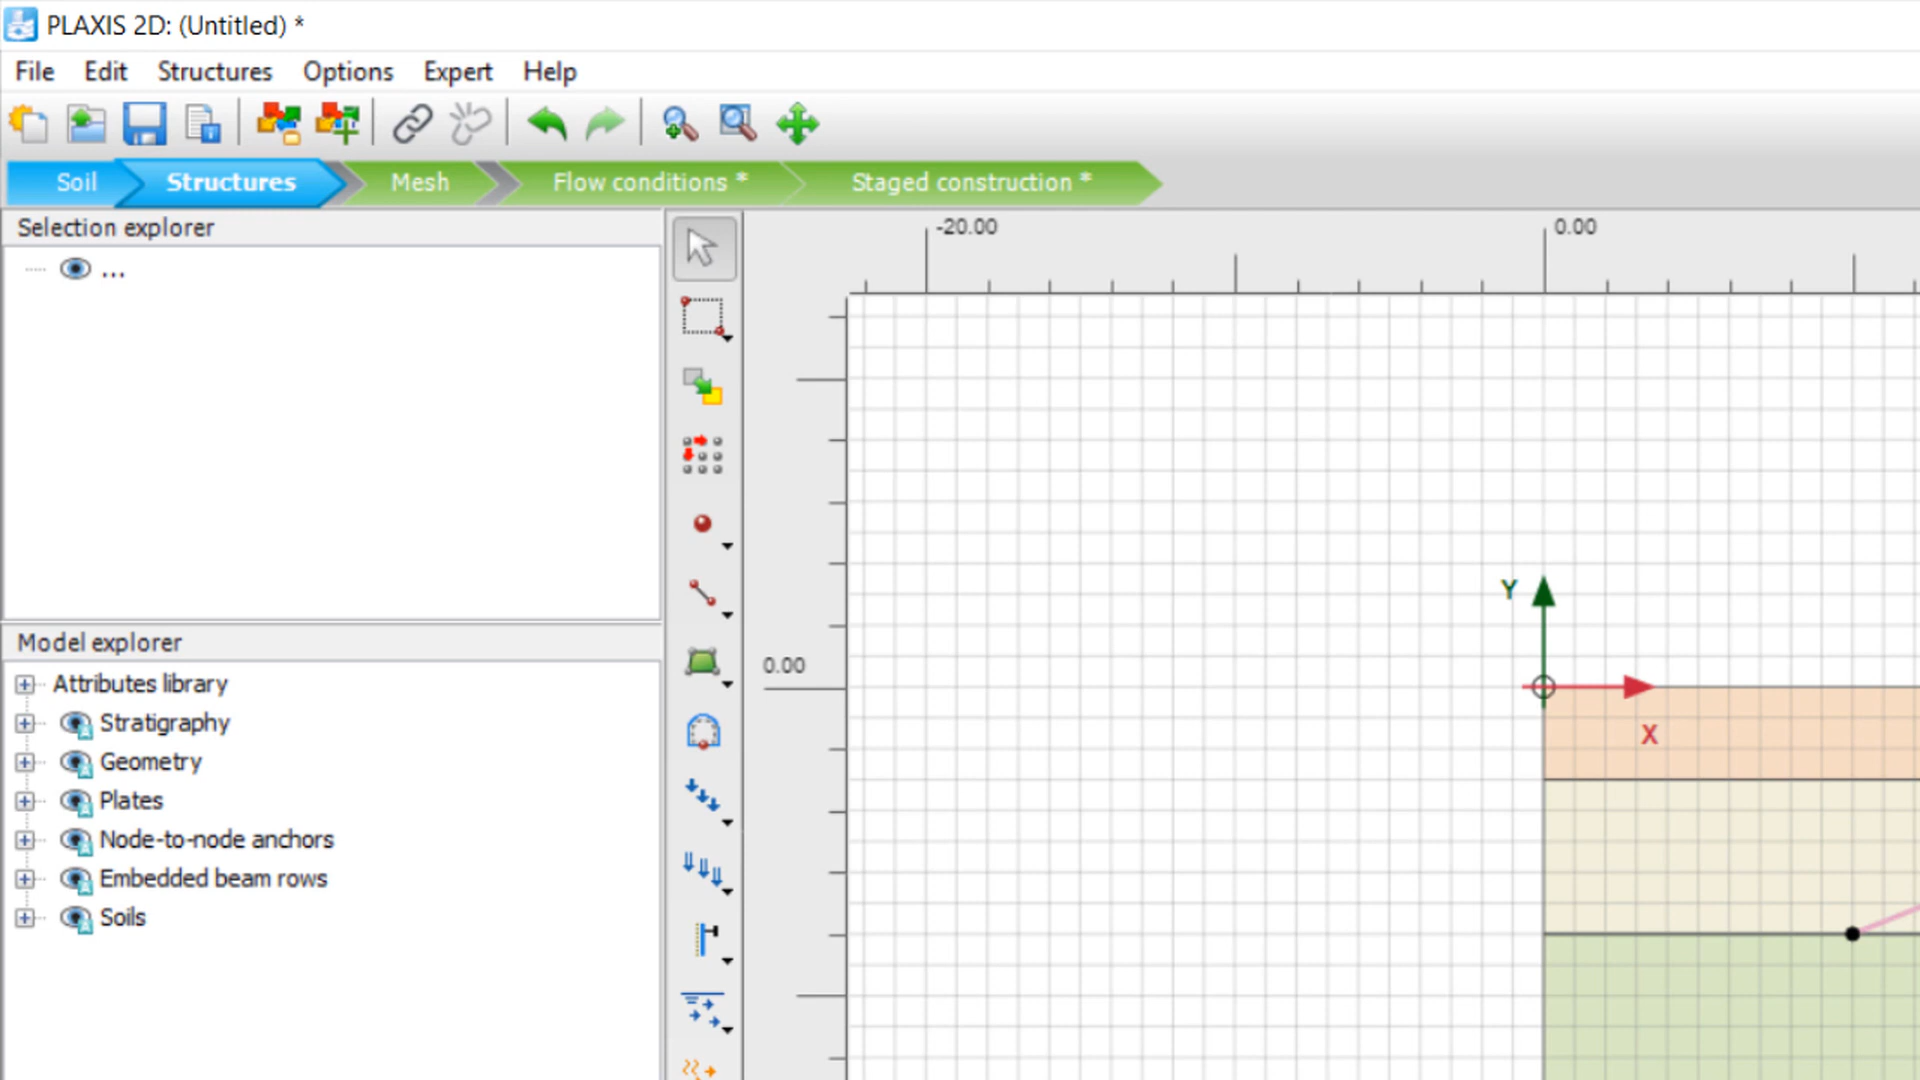 PLAXIS 2D: (Untitled) *
File Edit Structures Options Expert Help
Soil Structures Mesh Flow conditions * Staged construction *
Selection explorer
...
-20.00 0.00
Y
0.00
X
Model explorer
Attributes library
Stratigraphy
Geometry
Plates
Node-to-node anchors
Embedded beam rows
Soils